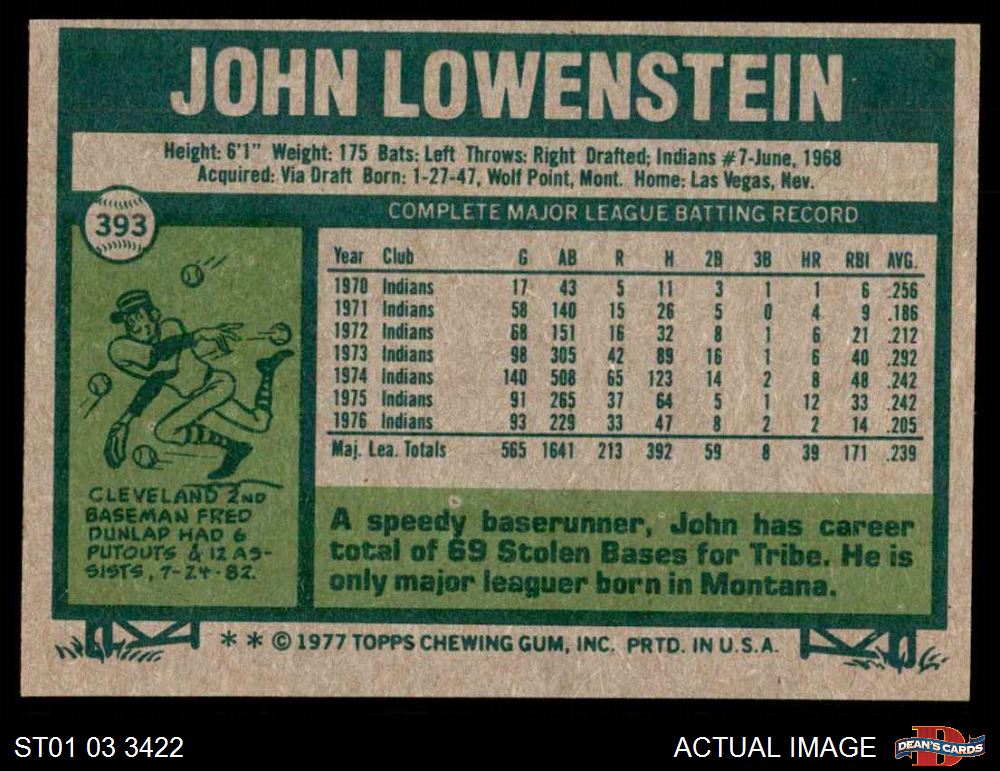 JOHN LOWENSTEIN
Height: 6'1" Weight: 175 Bats: Left Throws: Right Drafted; Indians #7-June, 1968
Acquired: Via Draft Born: 1-27-47, Wolf Point, Mont. Home: Las Vegas, Nev.
393
COMPLETE MAJOR LEAGUE BATTING RECORD
Year Club G AB R H 2B 3B HR RBI AVG.
1970 Indians 17 43 5 11 3 1 1 6 .256
1971 Indians 58 140 15 26 5 0 4 9 .186
1972 Indians 68 151 16 32 8 1 6 21 .212
1973 Indians 98 305 42 89 16 1 6 40 .292
1974 Indians 140 508 65 123 14 2 8 48 .242
1975 Indians 91 265 37 64 5 1 12 33 .242
1976 Indians 93 229 33 47 8 2 2 14 .205
Maj. Lea. Totals 565 1641 213 392 59 8 39 171 .239
CLEVELAND 2ND
BASEMAN FRED
DUNLAP HAD 6
PUTOUTS & 12 AS-
SISTS, 7-24-82.
A speedy baserunner, John has career
total of 69 Stolen Bases for Tribe. He is
only major leaguer born in Montana.
* * © 1977 TOPPS CHEWING GUM, INC. PRTD. IN U.S.A.
ST01 03 3422
ACTUAL IMAGE
D
DEAN'S CARDS